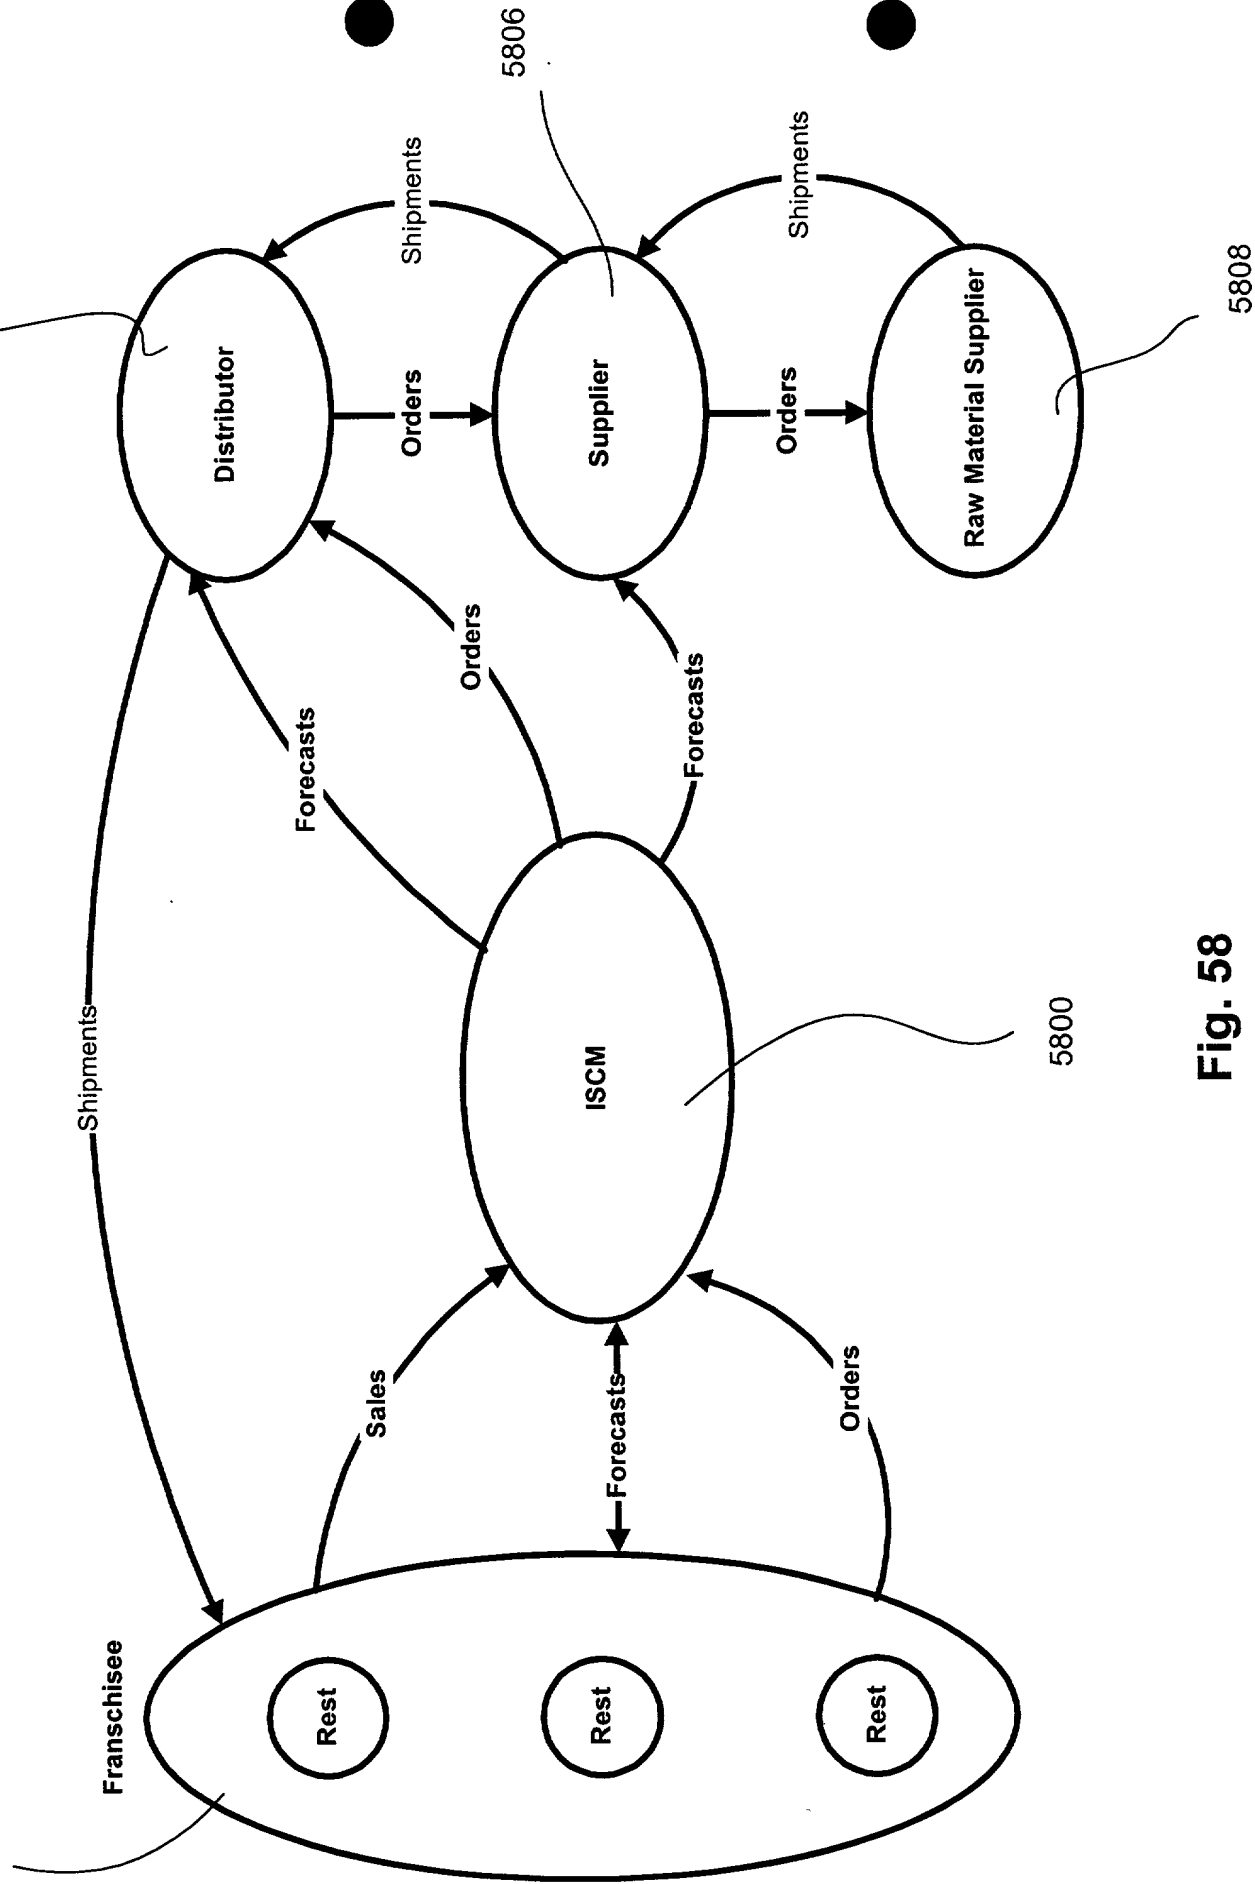 Franschisee
Rest
Rest
Rest
Shipments
Sales
Forecasts
Orders
ISCM
5800
Forecasts
Orders
Forecasts
Distributor
Orders
Shipments
Supplier
5806
Orders
Shipments
Raw Material Supplier
5808
Fig. 58